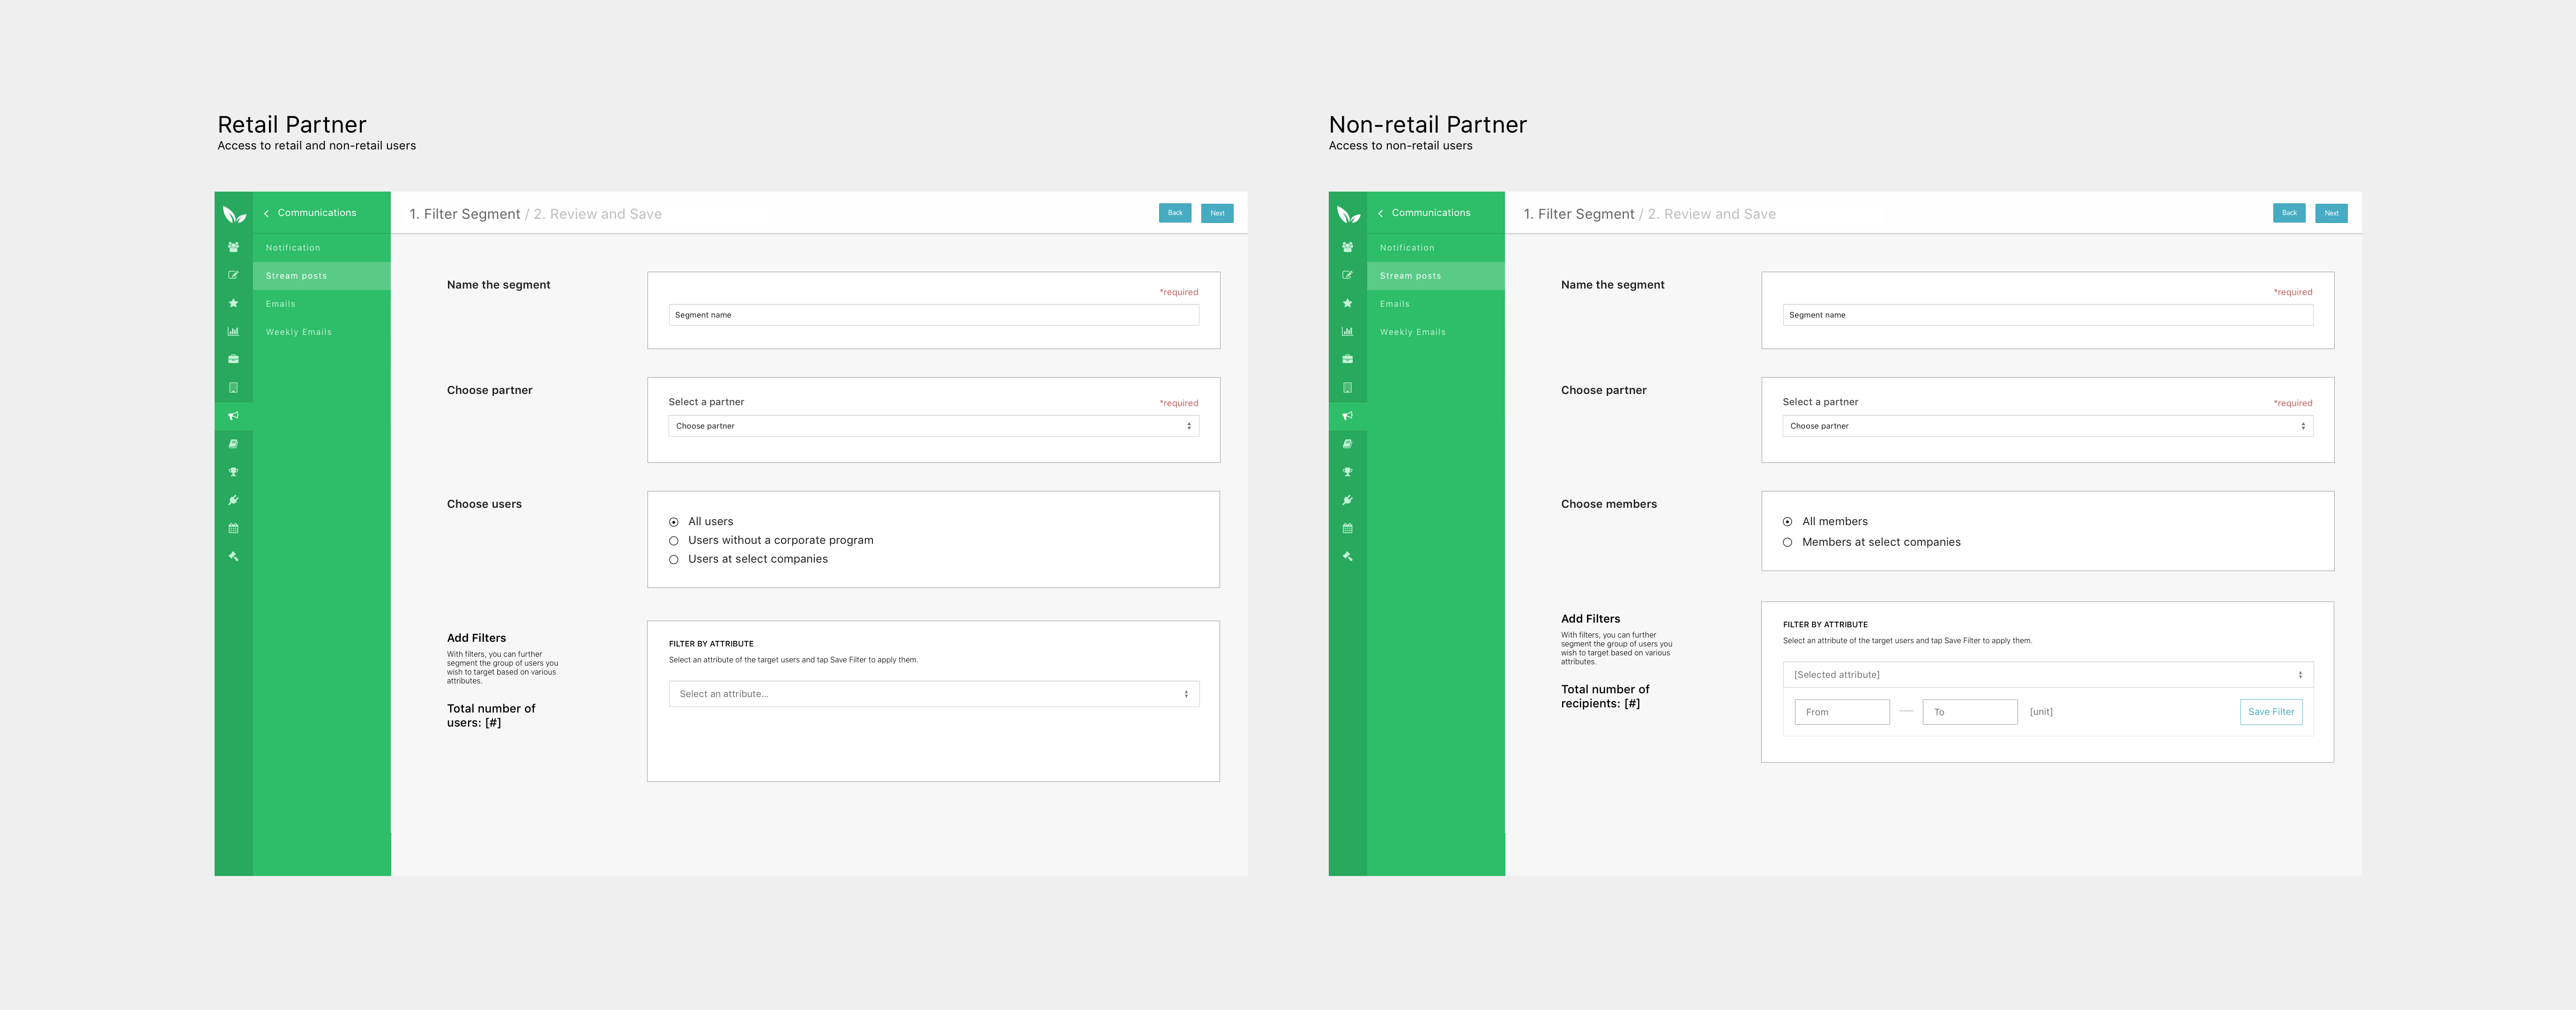 Retail Partner
Access to retail and non-retail users
Communications
Notification
Stream posts
Emails
Weekly Emails
1. Filter Segment / 2. Review and Save
Back
Next
Name the segment
*required
Segment name
Choose partner
Select a partner
*required
Choose partner
Choose users
All users
Users without a corporate program
Users at select companies
Add Filters
With filters, you can further
segment the group of users you
wish to target based on various
attributes.
Total number of
users: [#]
FILTER BY ATTRIBUTE
Select an attribute of the target users and tap Save Filter to apply them.
Select an attribute...
Non-retail Partner
Access to non-retail users
Communications
Notification
Stream posts
Emails
Weekly Emails
1. Filter Segment / 2. Review and Save
Back
Next
Name the segment
*required
Segment name
Choose partner
Select a partner
*required
Choose partner
Choose members
All members
Members at select companies
Add Filters
With filters, you can further
segment the group of users you
wish to target based on various
attributes.
Total number of
recipients: [#]
FILTER BY ATTRIBUTE
Select an attribute of the target users and tap Save Filter to apply them.
[Selected attribute]
From
To
[unit]
Save Filter